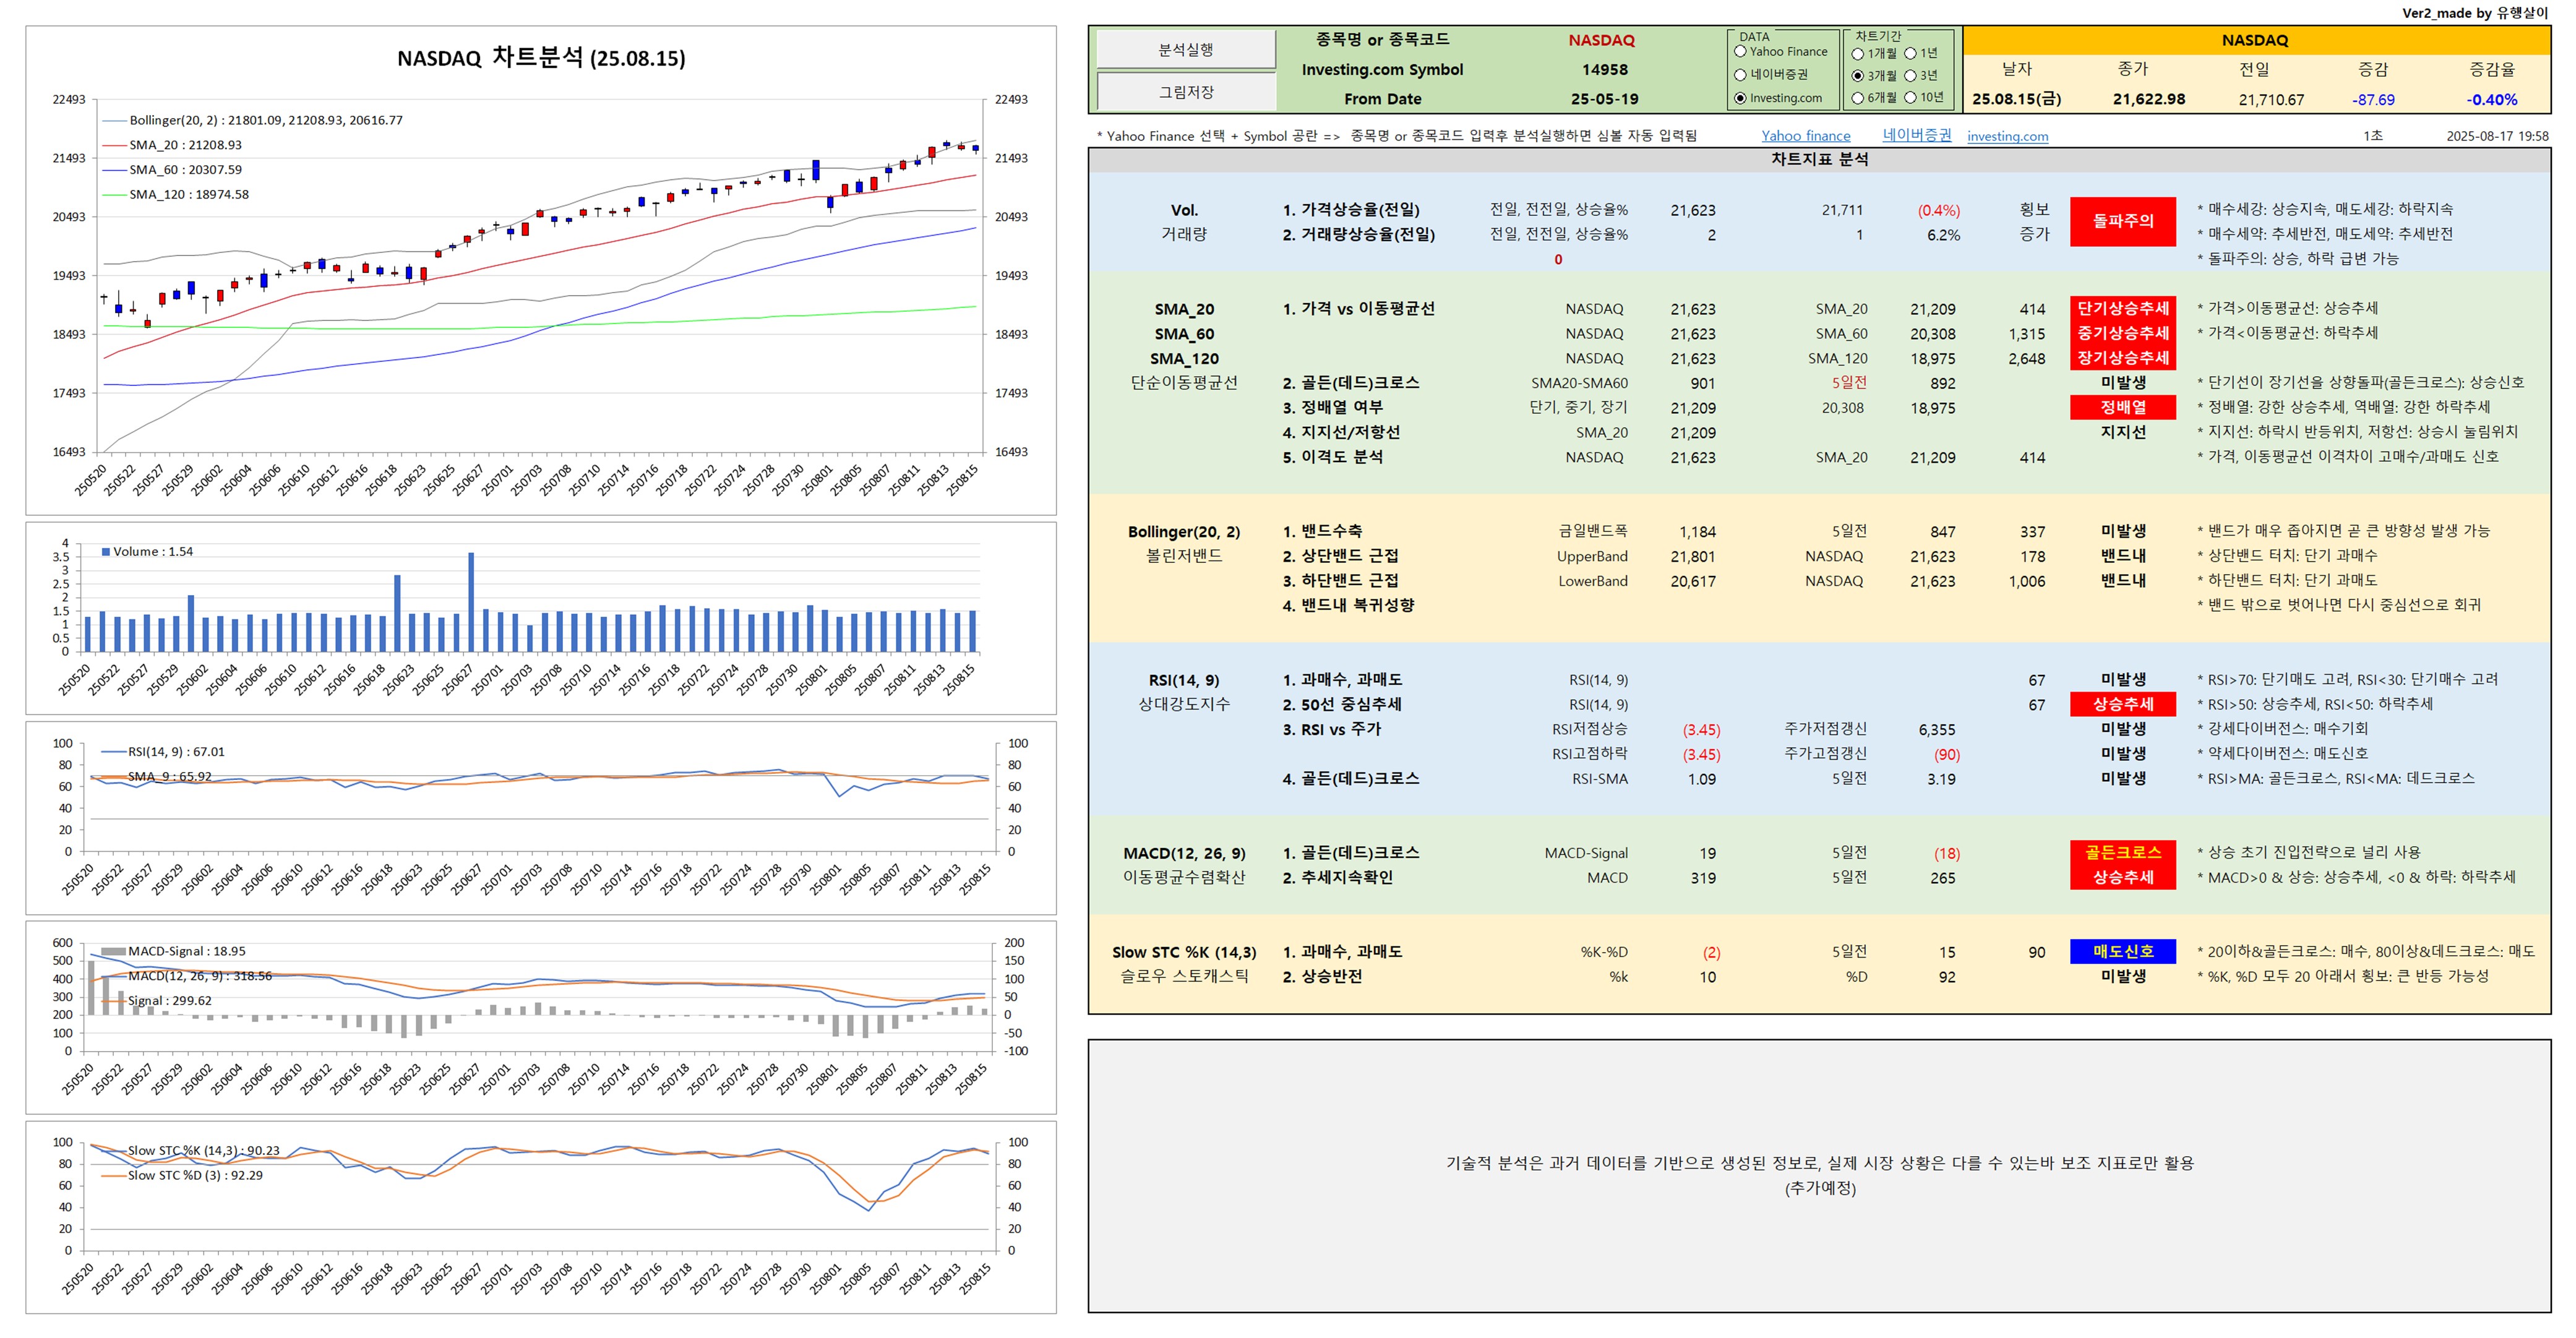 Ver2_made by 유행살이
NASDAQ 차트분석 (25.08.15)
22493 22493
Bollinger(20, 2) : 21801.09, 21208.93, 20616.77
SMA_20 : 21208.93
21493 21493
SMA_60 : 20307.59
SMA_120 : 18974.58
20493 20493
19493 19493
18493 18493
17493 17493
16493 16493
250520 250522 250527 250529 250602 250604 250606 250610 250612 250616 250618 250623 250625 250627 250701 250703 250708 250710 250714 250716 250718 250722 250724 250728 250730 250801 250805 250807 250811 250813 250815
4
Volume : 1.54
3.5
3
2.5
2
1.5
1
0.5
0
250520 250522 250527 250529 250602 250604 250606 250610 250612 250616 250618 250623 250625 250627 250701 250703 250708 250710 250714 250716 250718 250722 250724 250728 250730 250801 250805 250807 250811 250813 250815
100 100
RSI(14, 9) : 67.01
80 80
SMA_9 : 65.92
60 60
40 40
20 20
0 0
250520 250522 250527 250529 250602 250604 250606 250610 250612 250616 250618 250623 250625 250627 250701 250703 250708 250710 250714 250716 250718 250722 250724 250728 250730 250801 250805 250807 250811 250813 250815
600 200
MACD-Signal : 18.95
500 150
MACD(12, 26, 9) : 318.56
400 100
300 50
Signal : 299.62
200 0
100 -50
0 -100
250520 250522 250527 250529 250602 250604 250606 250610 250612 250616 250618 250623 250625 250627 250701 250703 250708 250710 250714 250716 250718 250722 250724 250728 250730 250801 250805 250807 250811 250813 250815
100 100
Slow STC %K (14,3) : 90.23
80 80
Slow STC %D (3) : 92.29
60 60
40 40
20 20
0 0
250520 250522 250527 250529 250602 250604 250606 250610 250612 250616 250618 250623 250625 250627 250701 250703 250708 250710 250714 250716 250718 250722 250724 250728 250730 250801 250805 250807 250811 250813 250815
분석실행
그림저장
종목명 or 종목코드 NASDAQ
Investing.com Symbol 14958
From Date 25-05-19
DATA
Yahoo Finance
네이버증권
Investing.com
차트기간
1개월 1년
3개월 3년
6개월 10년
NASDAQ
날자 종가 전일 증감 증감율
25.08.15(금) 21,622.98 21,710.67 -87.69 -0.40%
* Yahoo Finance 선택 + Symbol 공란 => 종목명 or 종목코드 입력후 분석실행하면 심볼 자동 입력됨 Yahoo finance 네이버증권 investing.com 1초 2025-08-17 19:58
차트지표 분석
Vol. 1. 가격상승율(전일) 전일, 전전일, 상승율% 21,623 21,711 (0.4%) 횡보 돌파주의 * 매수세강: 상승지속, 매도세강: 하락지속
거래량 2. 거래량상승율(전일) 전일, 전전일, 상승율% 2 1 6.2% 증가 * 매수세약: 추세반전, 매도세약: 추세반전
0 * 돌파주의: 상승, 하락 급변 가능
SMA_20 1. 가격 vs 이동평균선 NASDAQ 21,623 SMA_20 21,209 414 단기상승추세 * 가격>이동평균선: 상승추세
SMA_60 NASDAQ 21,623 SMA_60 20,308 1,315 중기상승추세 * 가격<이동평균선: 하락추세
SMA_120 NASDAQ 21,623 SMA_120 18,975 2,648 장기상승추세
단순이동평균선 2. 골든(데드)크로스 SMA20-SMA60 901 5일전 892 미발생 * 단기선이 장기선을 상향돌파(골든크로스): 상승신호
3. 정배열 여부 단기, 중기, 장기 21,209 20,308 18,975 정배열 * 정배열: 강한 상승추세, 역배열: 강한 하락추세
4. 지지선/저항선 SMA_20 21,209 지지선 * 지지선: 하락시 반등위치, 저항선: 상승시 눌림위치
5. 이격도 분석 NASDAQ 21,623 SMA_20 21,209 414 * 가격, 이동평균선 이격차이 고매수/과매도 신호
Bollinger(20, 2) 1. 밴드수축 금일밴드폭 1,184 5일전 847 337 미발생 * 밴드가 매우 좁아지면 곧 큰 방향성 발생 가능
볼린저밴드 2. 상단밴드 근접 UpperBand 21,801 NASDAQ 21,623 178 밴드내 * 상단밴드 터치: 단기 과매수
3. 하단밴드 근접 LowerBand 20,617 NASDAQ 21,623 1,006 밴드내 * 하단밴드 터치: 단기 과매도
4. 밴드내 복귀성향 * 밴드 밖으로 벗어나면 다시 중심선으로 회귀
RSI(14, 9) 1. 과매수, 과매도 RSI(14, 9) 67 미발생 * RSI>70: 단기매도 고려, RSI<30: 단기매수 고려
상대강도지수 2. 50선 중심추세 RSI(14, 9) 67 상승추세 * RSI>50: 상승추세, RSI<50: 하락추세
3. RSI vs 주가 RSI저점상승 (3.45) 주가저점갱신 6,355 미발생 * 강세다이버전스: 매수기회
RSI고점하락 (3.45) 주가고점갱신 (90) 미발생 * 약세다이버전스: 매도신호
4. 골든(데드)크로스 RSI-SMA 1.09 5일전 3.19 미발생 * RSI>MA: 골든크로스, RSI<MA: 데드크로스
MACD(12, 26, 9) 1. 골든(데드)크로스 MACD-Signal 19 5일전 (18) 골든크로스 * 상승 초기 진입전략으로 널리 사용
이동평균수렴확산 2. 추세지속확인 MACD 319 5일전 265 상승추세 * MACD>0 & 상승: 상승추세, <0 & 하락: 하락추세
Slow STC %K (14,3) 1. 과매수, 과매도 %K-%D (2) 5일전 15 90 매도신호 * 20이하&골든크로스: 매수, 80이상&데드크로스: 매도
슬로우 스토캐스틱 2. 상승반전 %k 10 %D 92 미발생 * %K, %D 모두 20 아래서 횡보: 큰 반등 가능성
기술적 분석은 과거 데이터를 기반으로 생성된 정보로, 실제 시장 상황은 다를 수 있는바 보조 지표로만 활용
(추가예정)